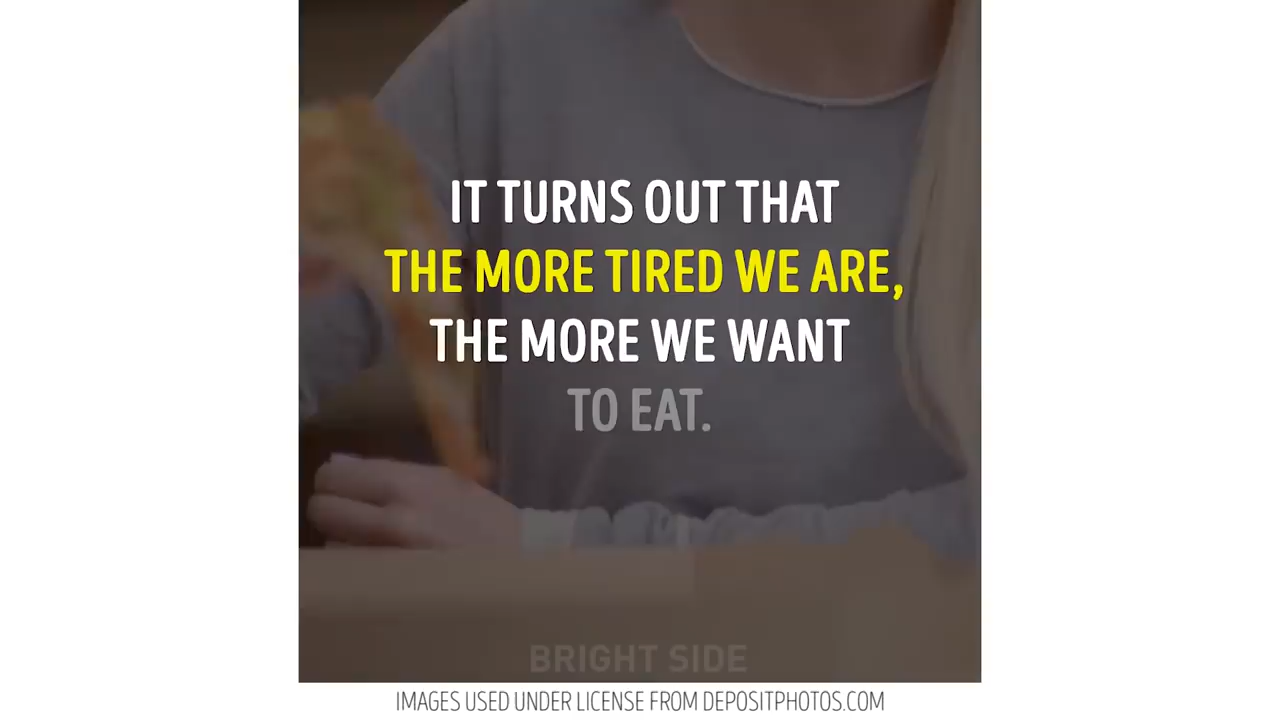 IT TURNS OUT THAT
THE MORE TIRED WE ARE,
THE MORE WE WANT
TO EAT.
BRIGHT SIDE
IMAGES USED UNDER LICENSE FROM DEPOSITPHOTOS.COM